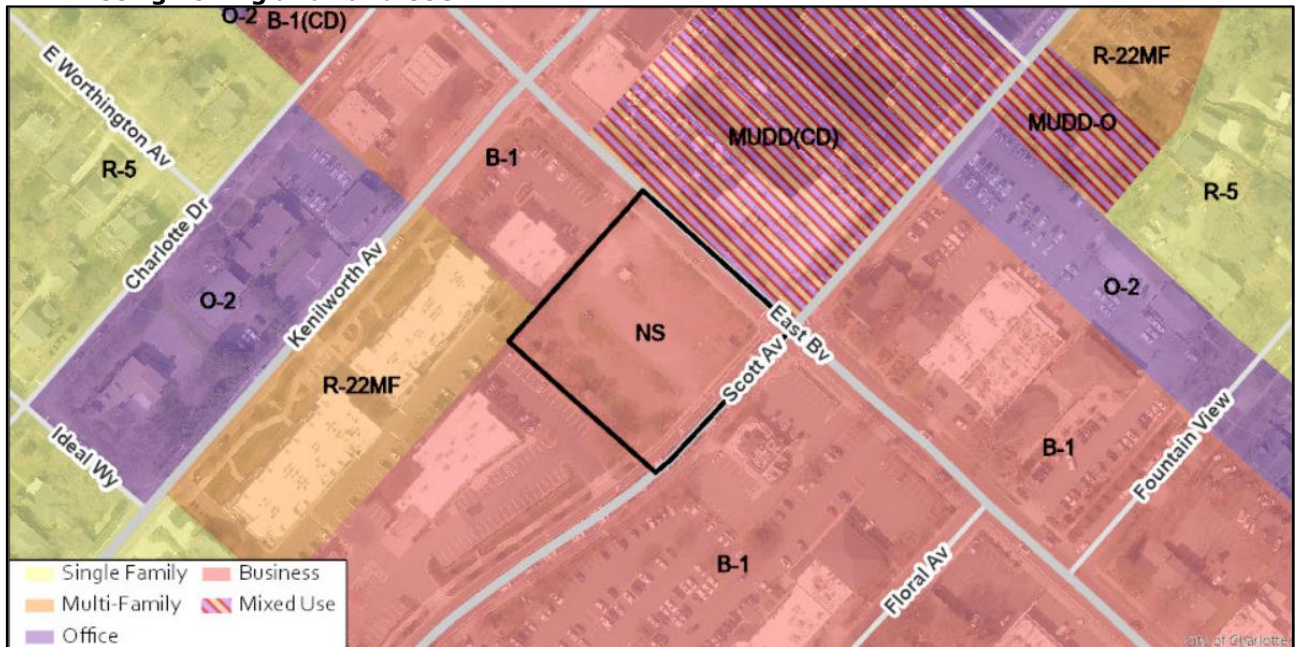 O-2
B-1(CD)
R-22MF
E Worthington Av
MUDD-O
MUDD(CD)
R-5
B-1
R-5
Charlotte Dr
Kenilworth Av
O-2
O-2
East Bv
NS
Scott Av
R-22MF
Ideal Wy
B-1
Fountain View
B-1
Floral Av
Single Family
Business
Multi-Family
Mixed Use
Office
City of Charlotte